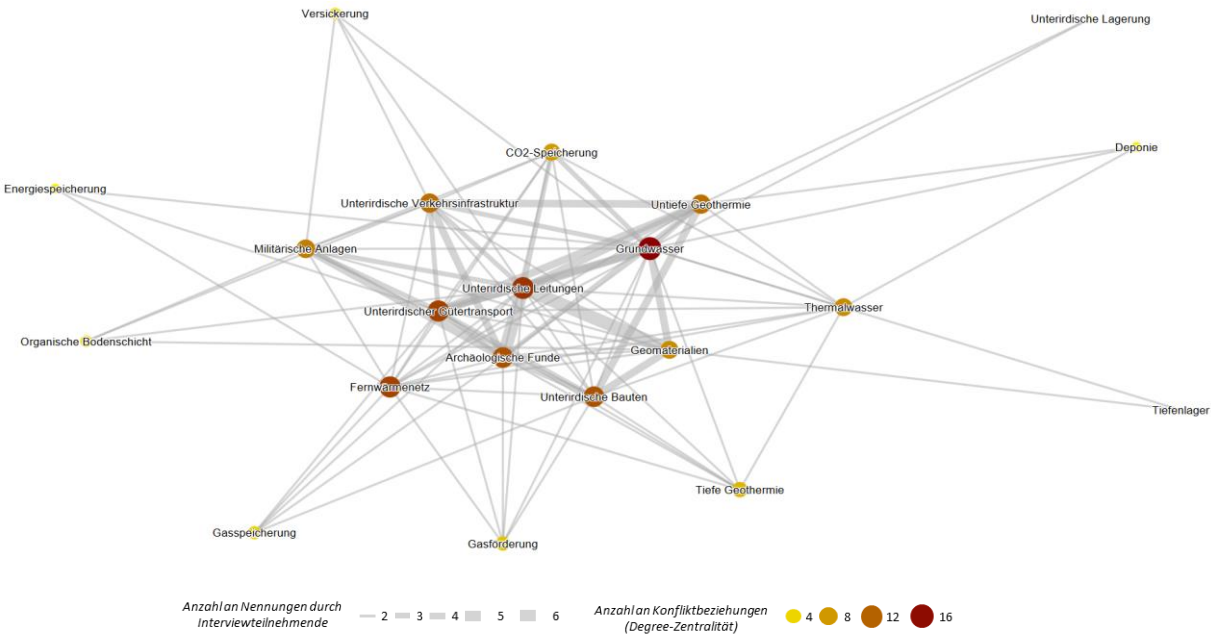 Versickerung
Unterirdische Lagerung
CO2-Speicherung
Deponie
Energiespeicherung
Unterirdische Verkehrsinfrastruktur
Untiefe Geothermie
Militärische Anlagen
Grundwasser
Unterirdische Leitungen
Unterirdischer Gütertransport
Thermalwasser
Organische Bodenschicht
Archäologische Funde
Geomaterialien
Fernwärmenetz
Unterirdische Bauten
Tiefenlager
Tiefe Geothermie
Gasspeicherung
Gasförderung
Anzahl an Nennungen durch
Interviewteilnehmende
2 3 4 5 6
Anzahl an Konfliktbeziehungen
(Degree-Zentralität)
4 8 12 16